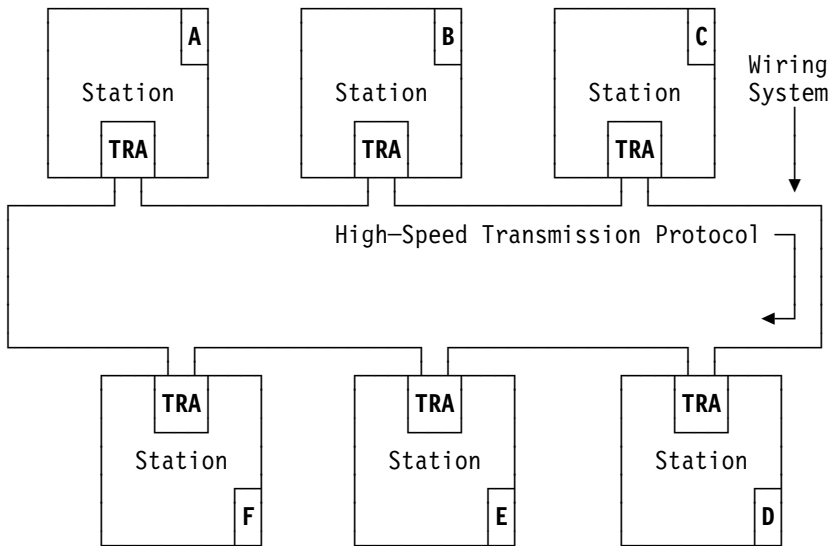 A
B
C
Station
Station
Station
Wiring
System
TRA
TRA
TRA
High—Speed Transmission Protocol
TRA
TRA
TRA
Station
Station
Station
F
E
D